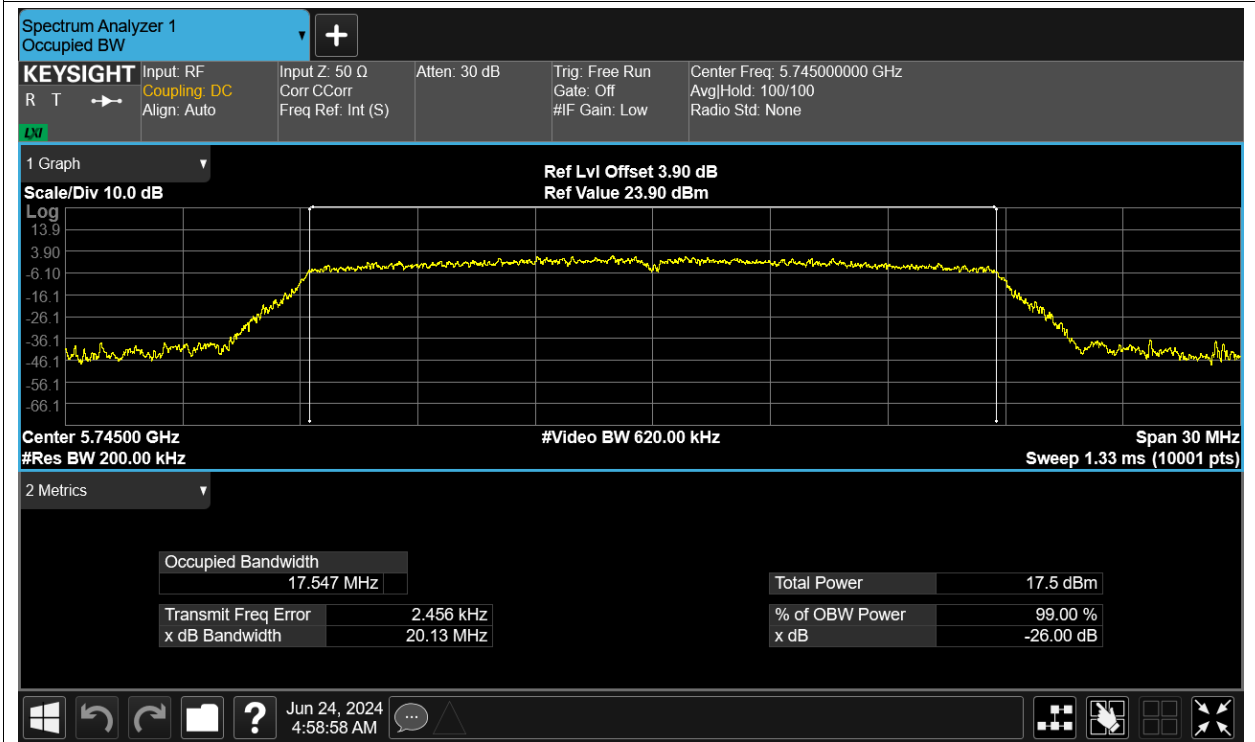 Spectrum Analyzer 1
Occupied BW
KEYSIGHT
R T
LXI
Input: RF
Coupling: DC
Align: Auto
Input Z: 50 Ω
Corr CCorr
Freq Ref: Int (S)
Atten: 30 dB
Trig: Free Run
Gate: Off
#IF Gain: Low
Center Freq: 5.745000000 GHz
Avg|Hold: 100/100
Radio Std: None
1 Graph
Scale/Div 10.0 dB
Ref Lvl Offset 3.90 dB
Ref Value 23.90 dBm
Log
13.9
3.90
-6.10
-16.1
-26.1
-36.1
-46.1
-56.1
-66.1
Center 5.74500 GHz
#Res BW 200.00 kHz
#Video BW 620.00 kHz
Span 30 MHz
Sweep 1.33 ms (10001 pts)
2 Metrics
Occupied Bandwidth
17.547 MHz
Transmit Freq Error 2.456 kHz
x dB Bandwidth 20.13 MHz
Total Power 17.5 dBm
% of OBW Power 99.00 %
x dB -26.00 dB
?
Jun 24, 2024
4:58:58 AM